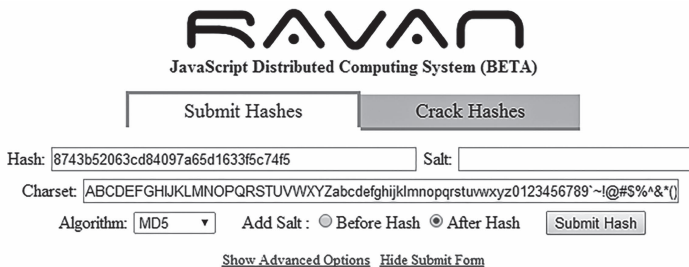 RAVAN
JavaScript Distributed Computing System (BETA)
Submit Hashes Crack Hashes
Hash: 8743b52063cd84097a65d1633f5c74f5 Salt:
Charset: ABCDEFGHIJKLMNOPQRSTUVWXYZabcdefghijklmnopqrstuvwxyz0123456789`~!@#$%^&*()
Algorithm: MD5 Add Salt : Before Hash After Hash Submit Hash
Show Advanced Options Hide Submit Form